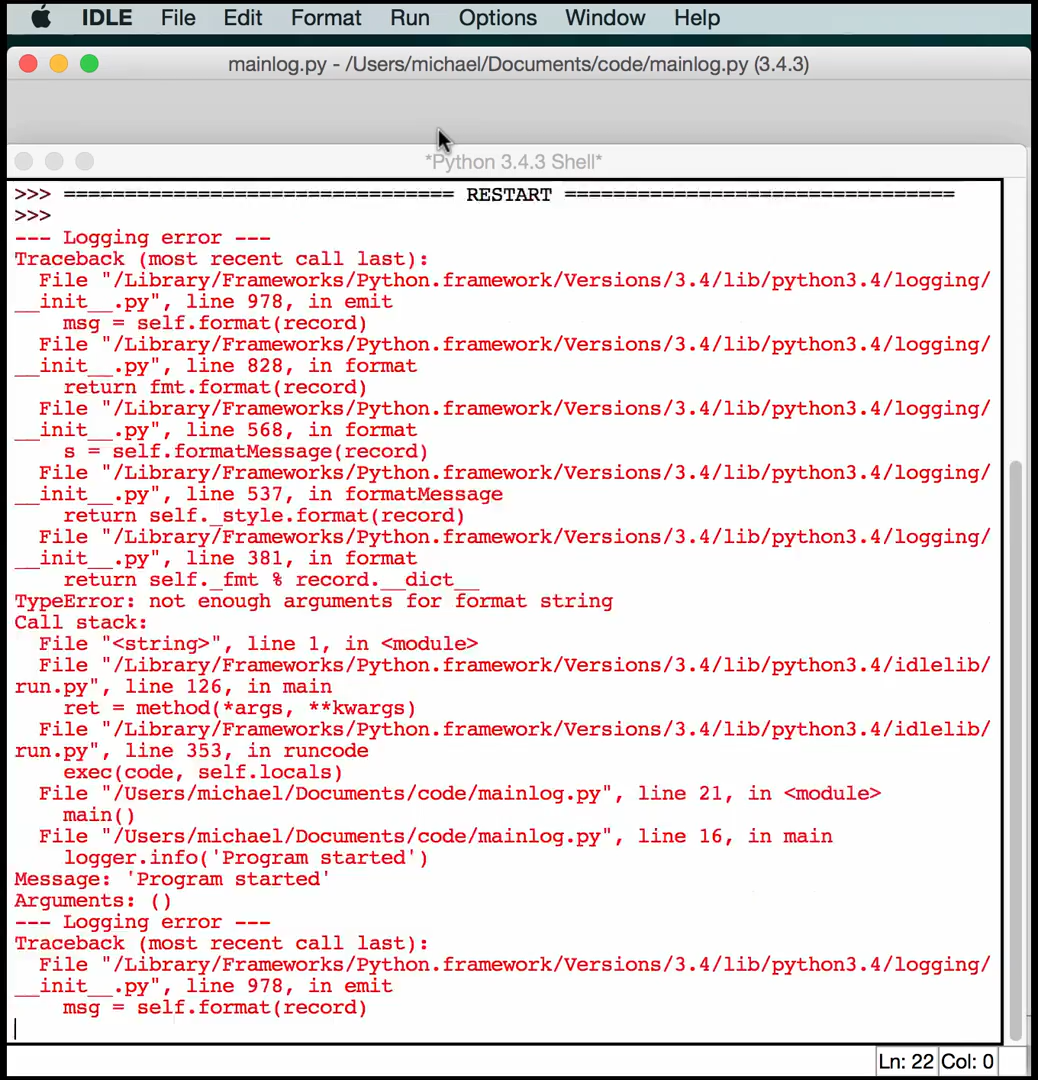 IDLE File Edit Format Run Options Window Help
mainlog.py - /Users/michael/Documents/code/mainlog.py (3.4.3)
*Python 3.4.3 Shell*
>>> ================================ RESTART ================================
>>>
--- Logging error ---
Traceback (most recent call last):
  File "/Library/Frameworks/Python.framework/Versions/3.4/lib/python3.4/logging/
__init__.py", line 978, in emit
    msg = self.format(record)
  File "/Library/Frameworks/Python.framework/Versions/3.4/lib/python3.4/logging/
__init__.py", line 828, in format
    return fmt.format(record)
  File "/Library/Frameworks/Python.framework/Versions/3.4/lib/python3.4/logging/
__init__.py", line 568, in format
    s = self.formatMessage(record)
  File "/Library/Frameworks/Python.framework/Versions/3.4/lib/python3.4/logging/
__init__.py", line 537, in formatMessage
    return self._style.format(record)
  File "/Library/Frameworks/Python.framework/Versions/3.4/lib/python3.4/logging/
__init__.py", line 381, in format
    return self._fmt % record.__dict__
TypeError: not enough arguments for format string
Call stack:
  File "<string>", line 1, in <module>
  File "/Library/Frameworks/Python.framework/Versions/3.4/lib/python3.4/idlelib/
run.py", line 126, in main
    ret = method(*args, **kwargs)
  File "/Library/Frameworks/Python.framework/Versions/3.4/lib/python3.4/idlelib/
run.py", line 353, in runcode
    exec(code, self.locals)
  File "/Users/michael/Documents/code/mainlog.py", line 21, in <module>
    main()
  File "/Users/michael/Documents/code/mainlog.py", line 16, in main
    logger.info('Program started')
Message: 'Program started'
Arguments: ()
--- Logging error ---
Traceback (most recent call last):
  File "/Library/Frameworks/Python.framework/Versions/3.4/lib/python3.4/logging/
__init__.py", line 978, in emit
    msg = self.format(record)
Ln: 22 Col: 0